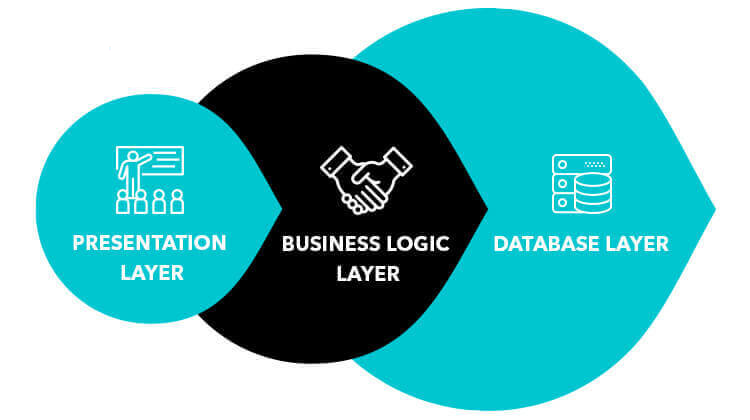 PRESENTATION
LAYER
BUSINESS LOGIC
LAYER
DATABASE LAYER